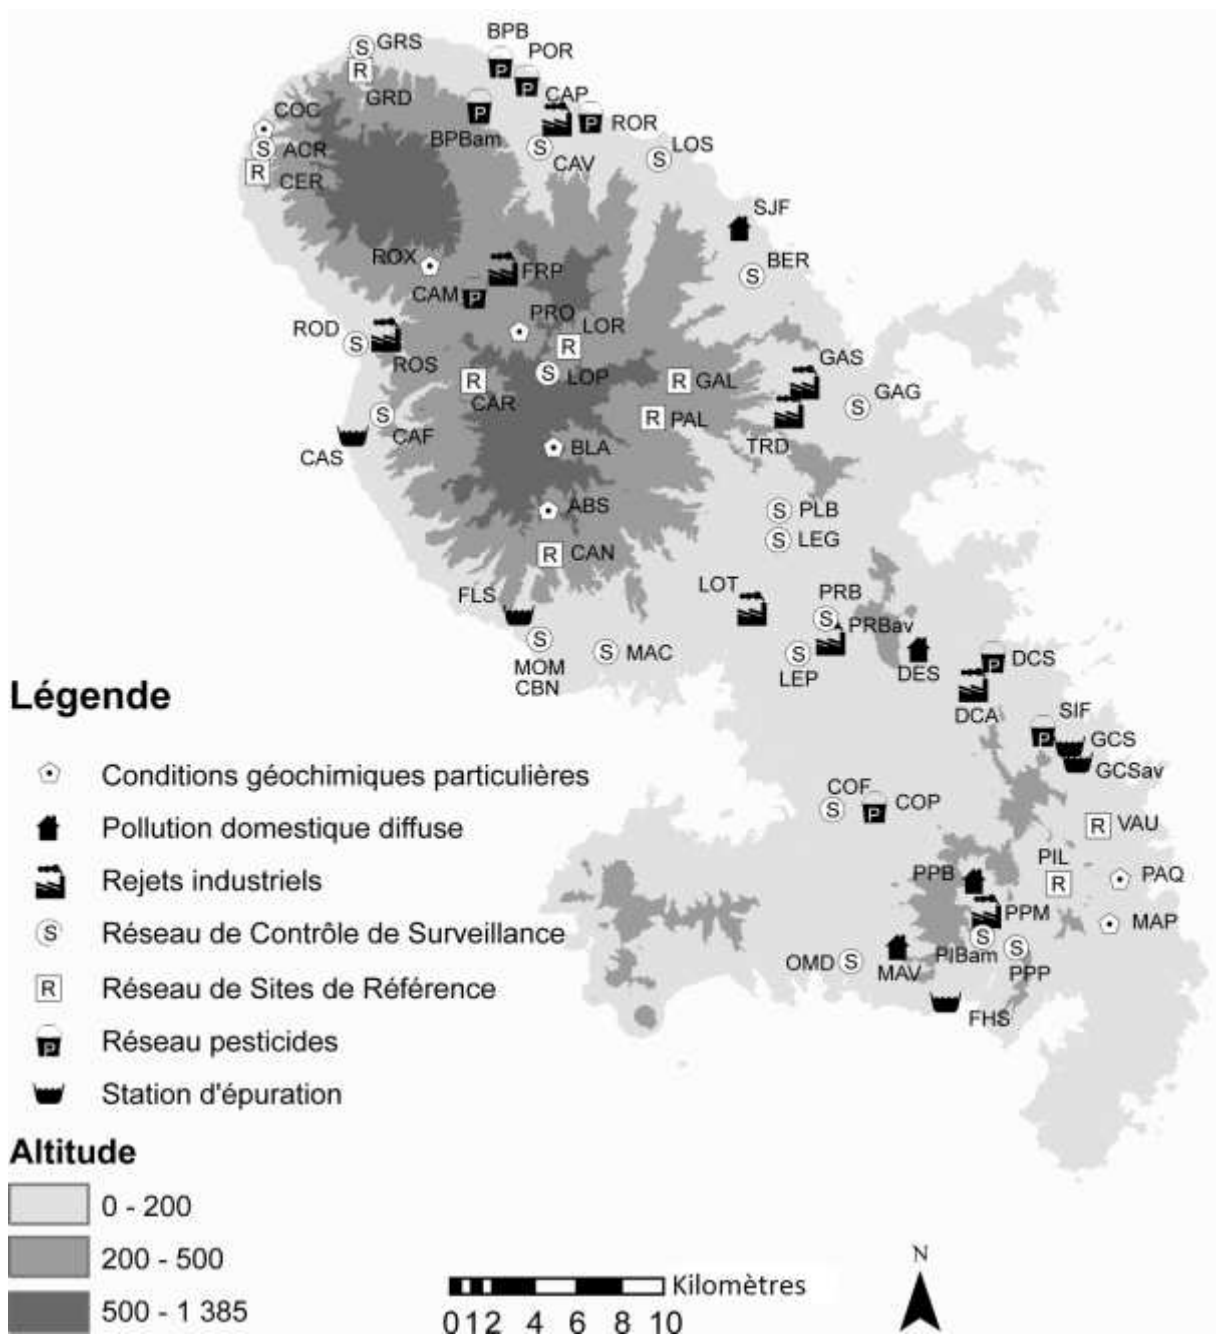 BPB
GRS
POR
S
R
GRD
P
P
CAP
COC
P
P
ROR
BPBam
LOS
S
ACR
S
CAV
S
R
CER
SJF
ROX
FRP
BER
S
CAM
P
PRO
LOR
ROD
S
R
ROS
GAS
LOP
S
R
GAL
GAG
CAR
R
S
S
R
PAL
CAF
TRD
CAS
BLA
ABS
S
PLB
S
LEG
R
CAN
FLS
LOT
PRB
S
PRBav
S
MAC
DCS
MOM
S
S
P
CBN
LEP
DES
DCA
SIF
P
GCS
GCSav
COF
S
COP
P
R
VAU
PIL
PPB
R
PAQ
PPM
MAP
S
PIBam
S
OMD
S
MAV
PPP
FHS
Légende
Conditions géochimiques particulières
Pollution domestique diffuse
Rejets industriels
S Réseau de Contrôle de Surveillance
R Réseau de Sites de Référence
P Réseau pesticides
Station d'épuration
Altitude
0 - 200
200 - 500
500 - 1 385
Kilomètres
0 1 2 4 6 8 10
N